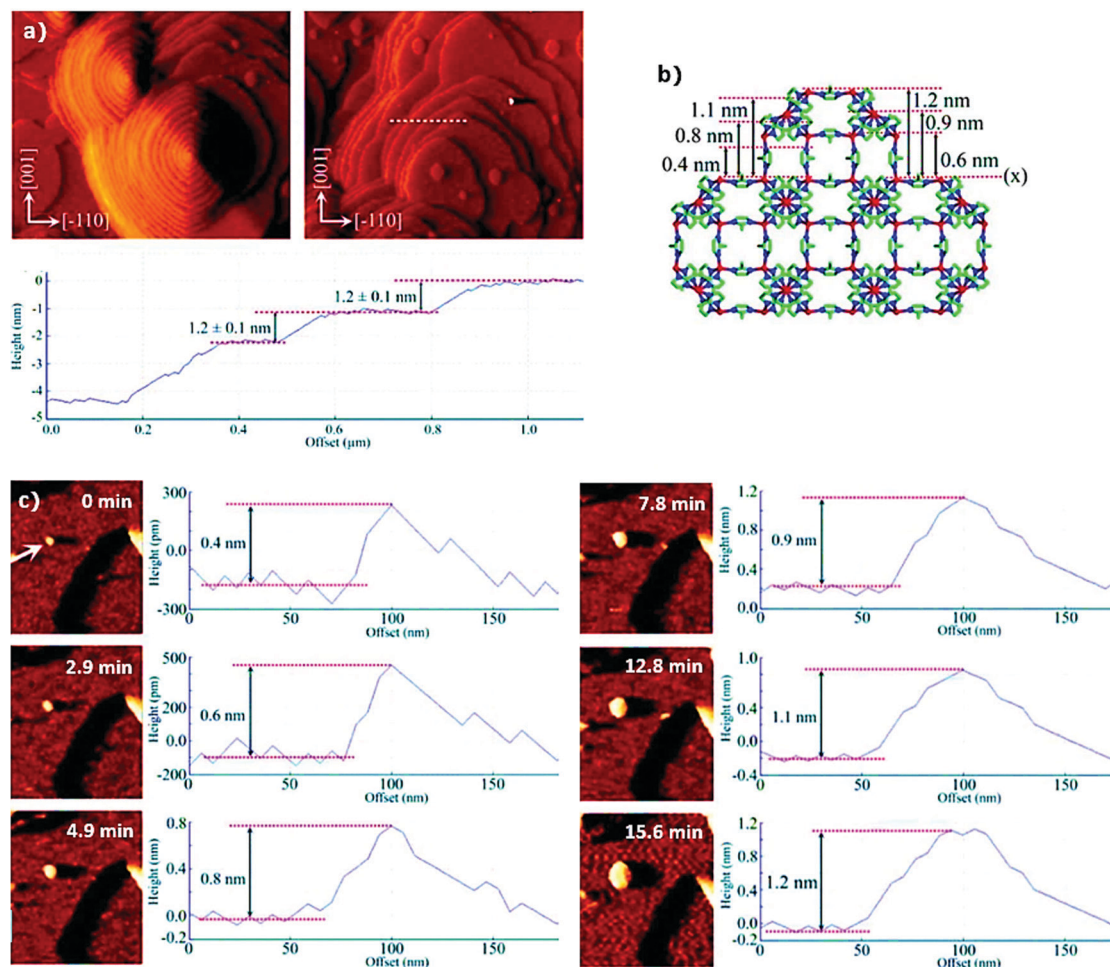 a)
[001]
[-110]
[001]
[-110]
Height (nm)
0
-1
-2
-3
-4
-5
1.2 ± 0.1 nm
1.2 ± 0.1 nm
0.0 0.2 0.4 0.6 0.8 1.0
Offset (µm)
b)
1.1 nm
0.8 nm
0.4 nm
1.2 nm
0.9 nm
0.6 nm
(x)
c)
0 min
Height (pm)
300
0.0
-300
0.4 nm
0 50 100 150
Offset (nm)
2.9 min
Height (pm)
500
200
0.0
-200
0.6 nm
0 50 100 150
Offset (nm)
4.9 min
Height (nm)
0.8
0.4
0.0
-0.2
0.8 nm
0 50 100 150
Offset (nm)
7.8 min
Height (nm)
1.2
0.8
0.4
0.0
0.9 nm
0 50 100 150
Offset (nm)
12.8 min
Height (nm)
1.0
0.4
0.0
-0.4
1.1 nm
0 50 100 150
Offset (nm)
15.6 min
Height (nm)
1.2
0.8
0.4
0.0
-0.2
1.2 nm
0 50 100 150
Offset (nm)